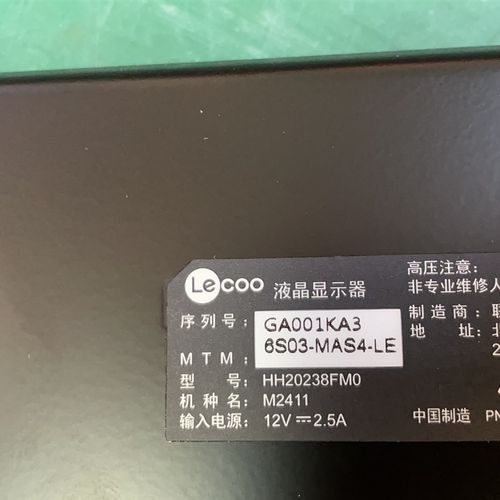 Lecoo 液晶显示器
序列号: GA001KA3
6S03-MAS4-LE
MTM:
型 号: HH20238FM0
机种名: M2411
输入电源: 12V⎓2.5A
高压注意:
非专业维修人
制造商:联
地 址:北
2
中国制造 PN